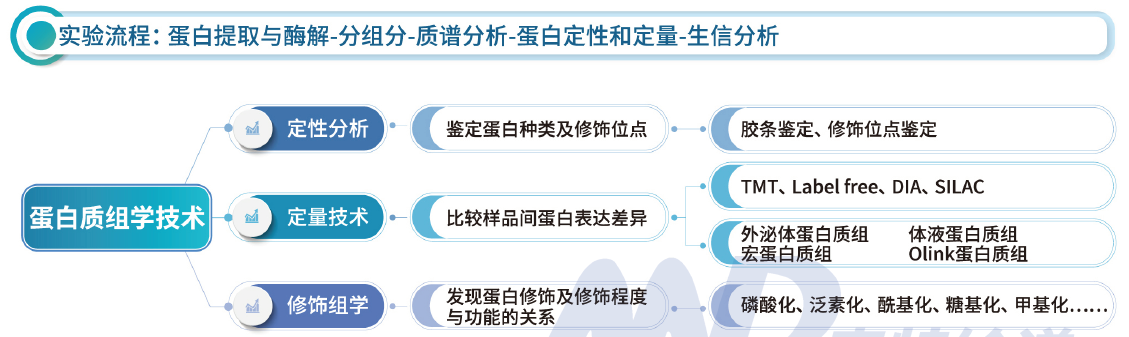 实验流程：蛋白提取与酶解-分组分-质谱分析-蛋白定性和定量-生信分析
定性分析
鉴定蛋白种类及修饰位点
胶条鉴定、修饰位点鉴定
蛋白质组学技术
定量技术
比较样品间蛋白表达差异
TMT、Label free、DIA、SILAC
外泌体蛋白质组 体液蛋白质组
宏蛋白质组 Olink蛋白质组
修饰组学
发现蛋白修饰及修饰程度
与功能的关系
磷酸化、泛素化、酰基化、糖基化、甲基化……